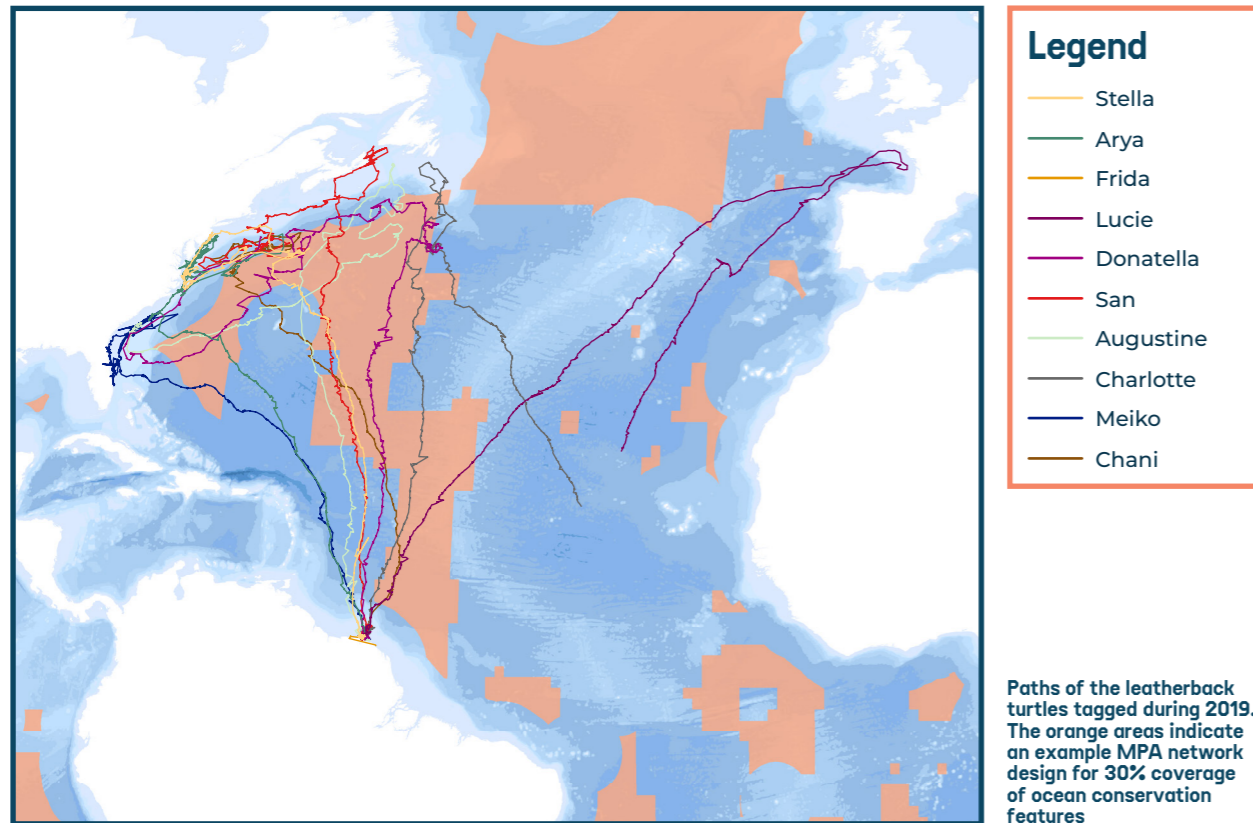 Legend
Stella
Arya
Frida
Lucie
Donatella
San
Augustine
Charlotte
Meiko
Chani
Paths of the leatherback
turtles tagged during 2019.
The orange areas indicate
an example MPA network
design for 30% coverage
of ocean conservation
features